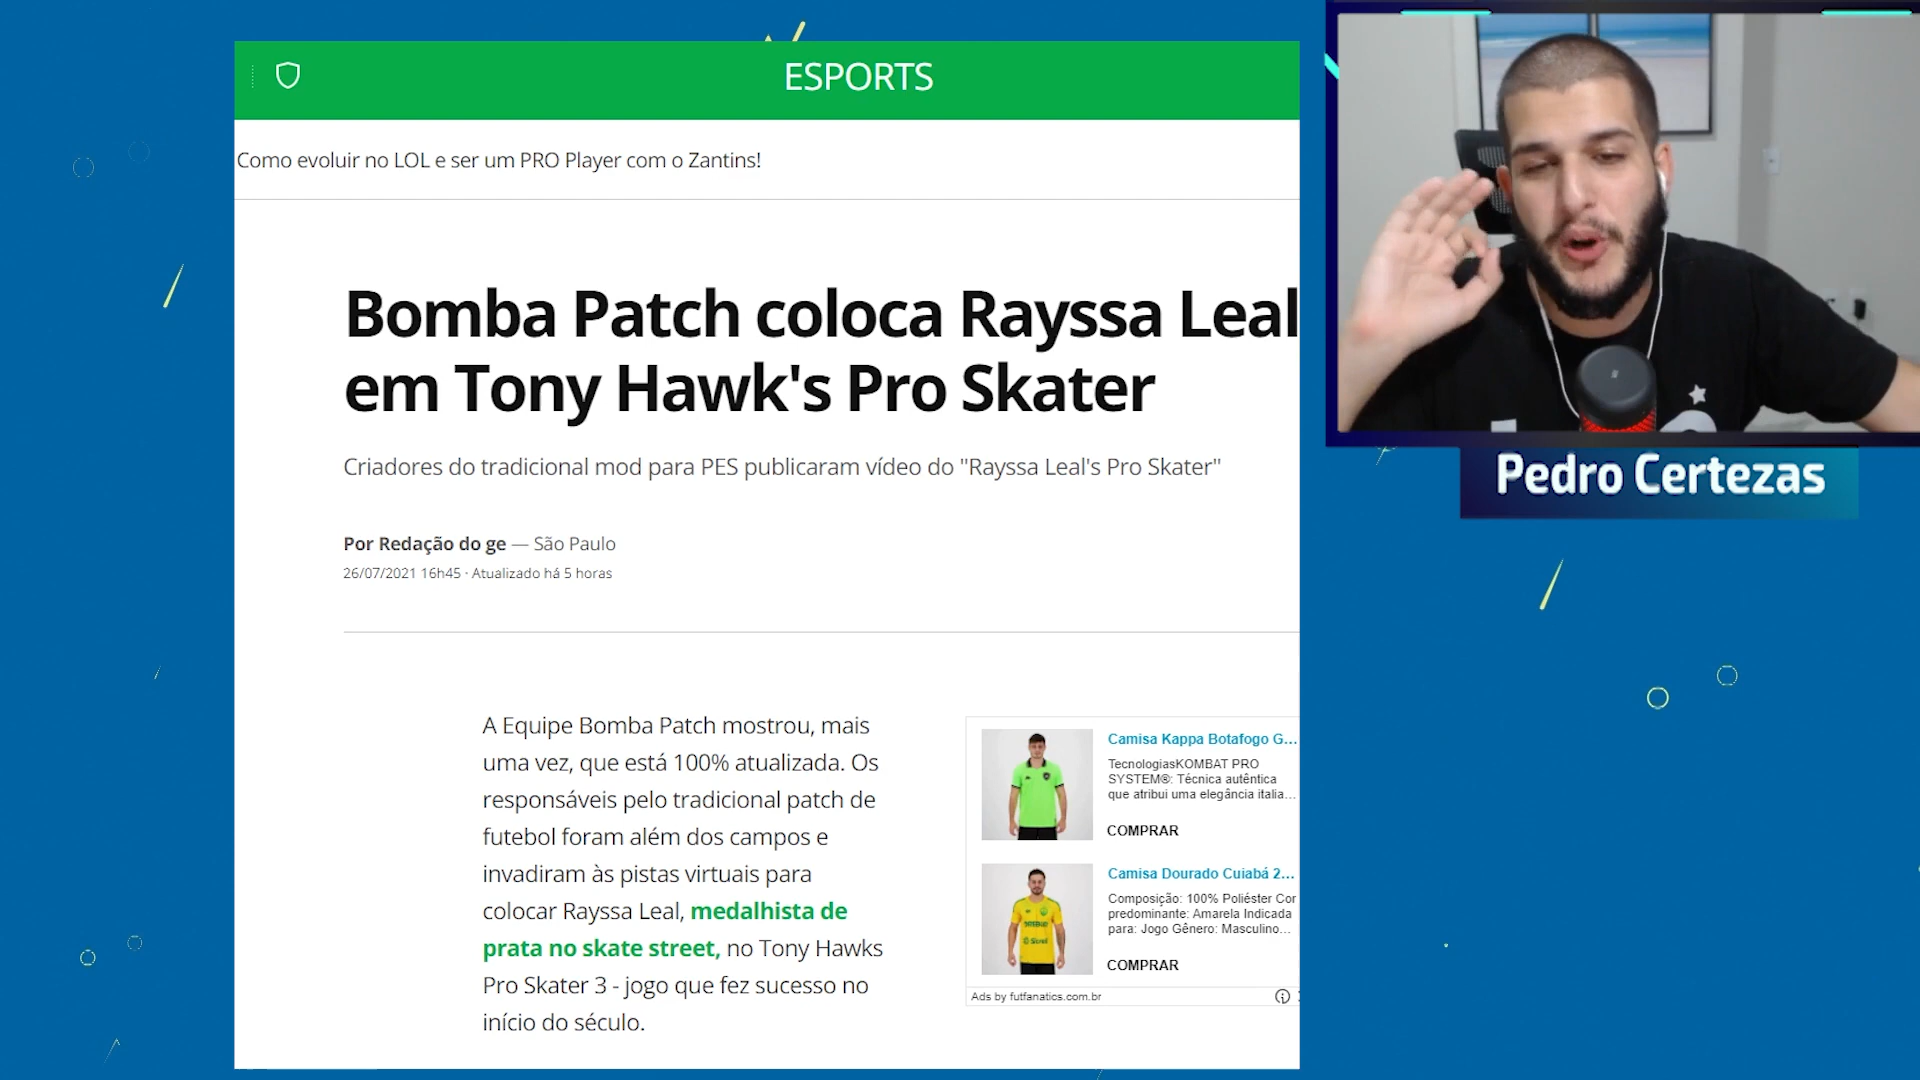 ESPORTS
Como evoluir no LOL e ser um PRO Player com o Zantins!
Bomba Patch coloca Rayssa Leal
em Tony Hawk's Pro Skater
Criadores do tradicional mod para PES publicaram vídeo do "Rayssa Leal's Pro Skater"
Por Redação do ge — São Paulo
26/07/2021 16h45 · Atualizado há 5 horas
A Equipe Bomba Patch mostrou, mais
uma vez, que está 100% atualizada. Os
responsáveis pelo tradicional patch de
futebol foram além dos campos e
invadiram às pistas virtuais para
colocar Rayssa Leal, medalhista de
prata no skate street, no Tony Hawks
Pro Skater 3 - jogo que fez sucesso no
início do século.
Camisa Kappa Botafogo G...
TecnologiasKOMBAT PRO
SYSTEM®: Técnica autêntica
que atribui uma elegância italia...
COMPRAR
Camisa Dourado Cuiabá 2...
Composição: 100% Poliéster Cor
predominante: Amarela Indicada
para: Jogo Gênero: Masculino...
COMPRAR
Ads by futfanatics.com.br
Pedro Certezas